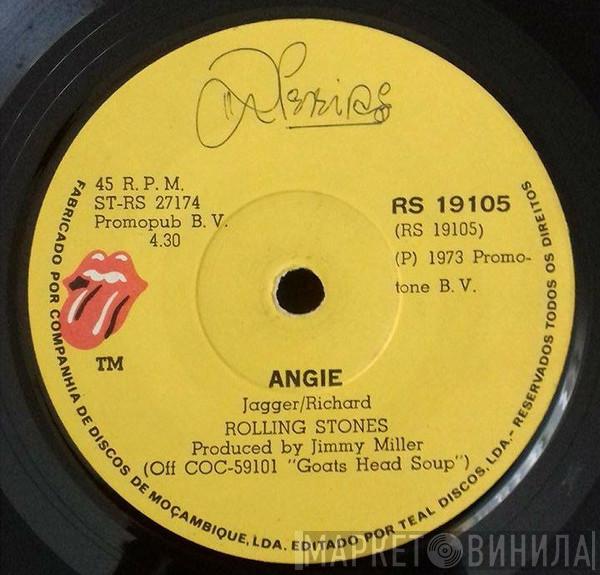 45 R. P. M.
ST-RS 27174
Promopub B. V.
4.30
RS 19105
(RS 19105)
(P) 1973 Promo-
tone B. V.
TM
ANGIE
Jagger/Richard
ROLLING STONES
Produced by Jimmy Miller
(Off COC-59101 "Goats Head Soup")
FABRICADO POR COMPANHIA DE DISCOS DE MOÇAMBIQUE, LDA. EDITADO POR TEAL DISCOS, LDA.- RESERVADOS TODOS OS DIREITOS
МАРКЕТ ВИНИЛА